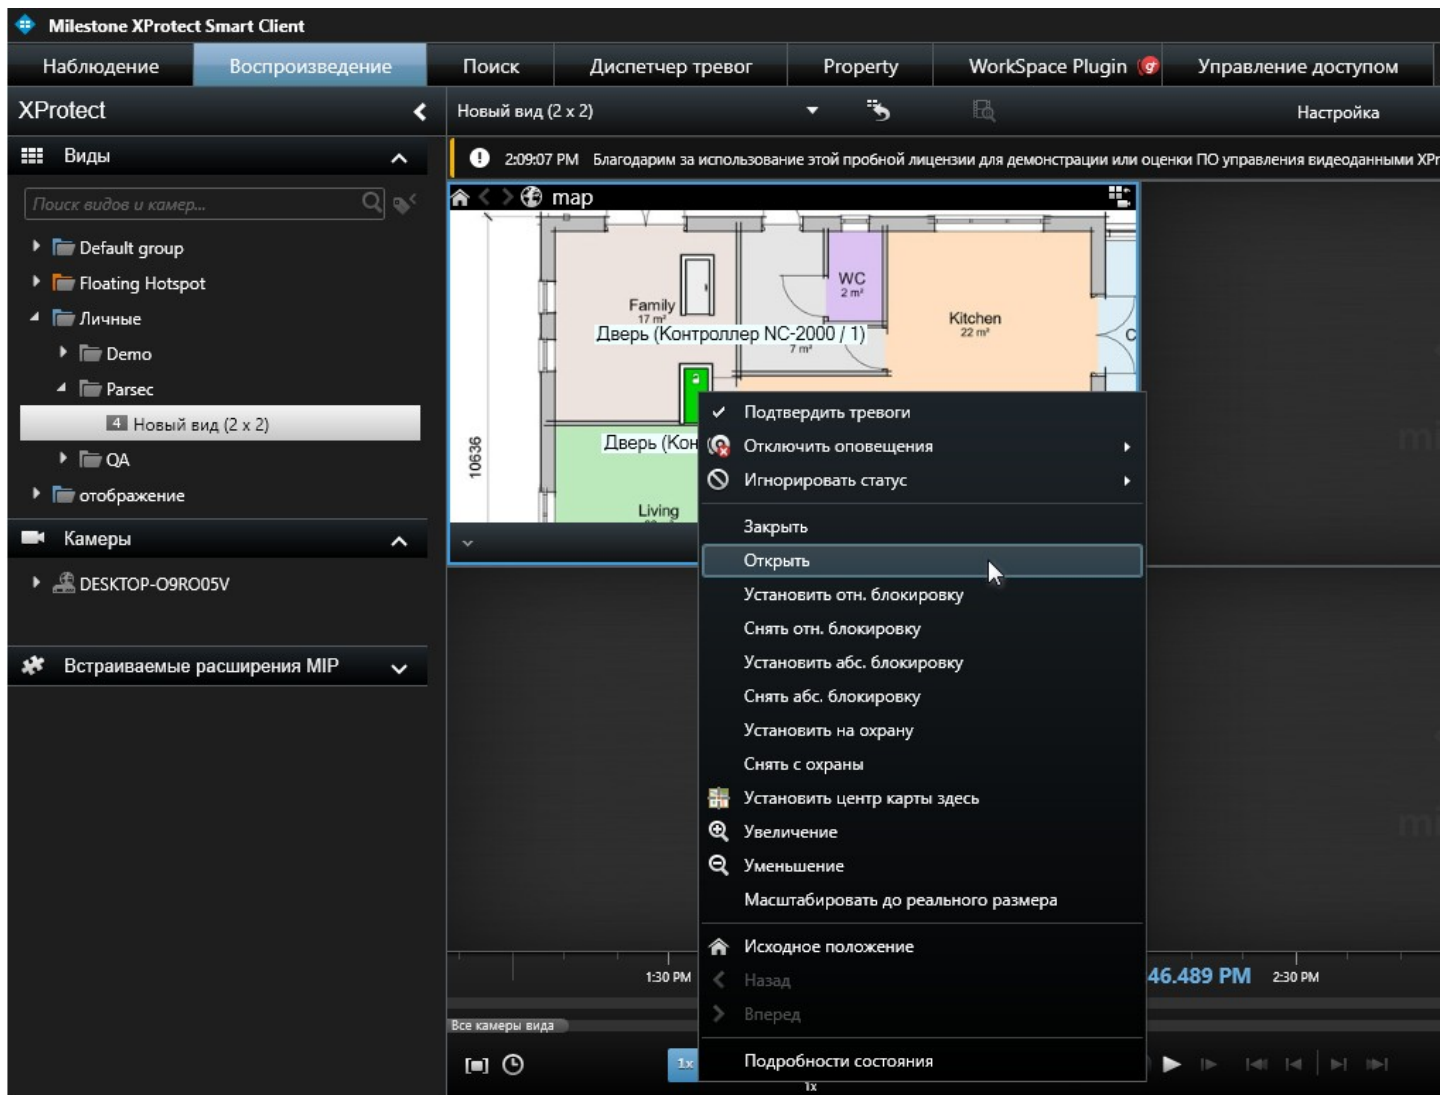 Milestone XProtect Smart Client
Наблюдение Воспроизведение Поиск Диспетчер тревог Property WorkSpace Plugin Управление доступом
XProtect
Новый вид (2 x 2) Настройка
Виды
2:09:07 PM Благодарим за использование этой пробной лицензии для демонстрации или оценки ПО управления видеоданными XPr
Поиск видов и камер...
map
Default group
Floating Hotspot
Личные
Demo
Parsec
4 Новый вид (2 x 2)
QA
отображение
Камеры
DESKTOP-O9RO05V
Встраиваемые расширения MIP
WC
2 m²
Family
17 m²
Kitchen
22 m²
Дверь (Контроллер NC-2000 / 1)
7 m²
C
Дверь (Кон
10636
Living
Подтвердить тревоги
Отключить оповещения
Игнорировать статус
Закрыть
Открыть
Установить отн. блокировку
Снять отн. блокировку
Установить абс. блокировку
Снять абс. блокировку
Установить на охрану
Снять с охраны
Установить центр карты здесь
Увеличение
Уменьшение
Масштабировать до реального размера
Исходное положение
Назад
Вперед
Подробности состояния
1:30 PM 46.489 PM 2:30 PM
Все камеры вида
1x
1x